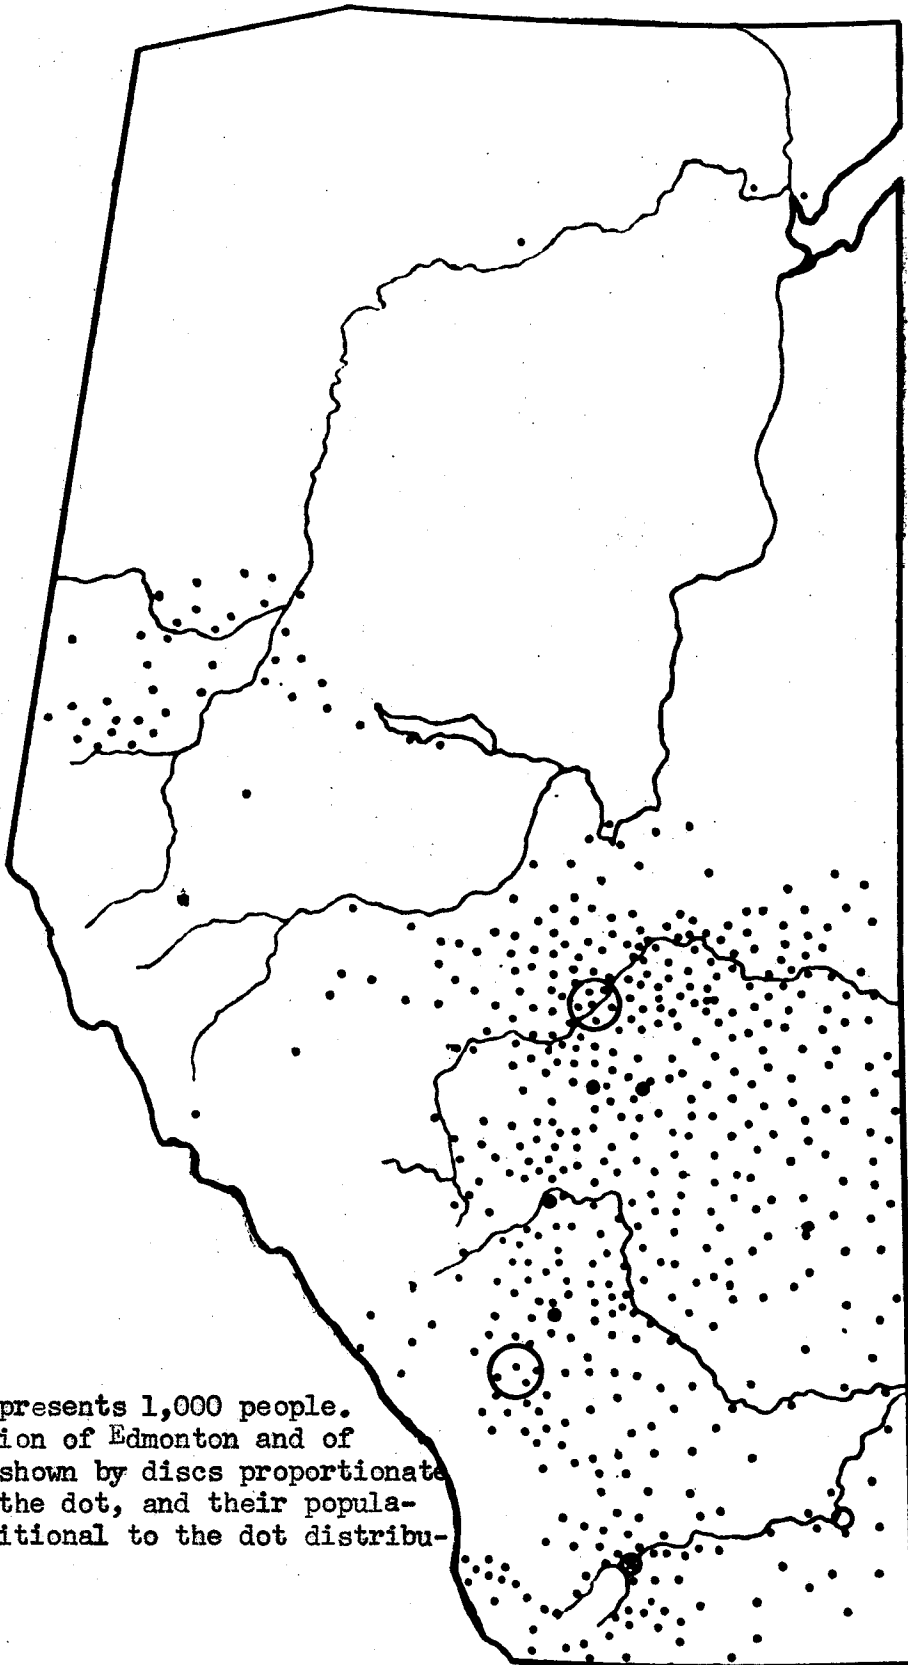 presents 1,000 people.
ion of Edmonton and of
shown by discs proportionate
the dot, and their popula-
itional to the dot distribu-